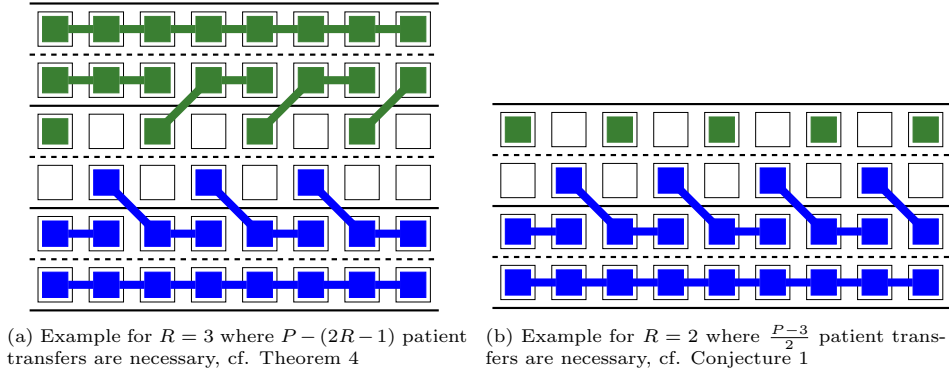 (a) Example for R = 3 where P − (2R − 1) patient
transfers are necessary, cf. Theorem 4
(b) Example for R = 2 where \frac{P-3}{2} patient trans-
fers are necessary, cf. Conjecture 1